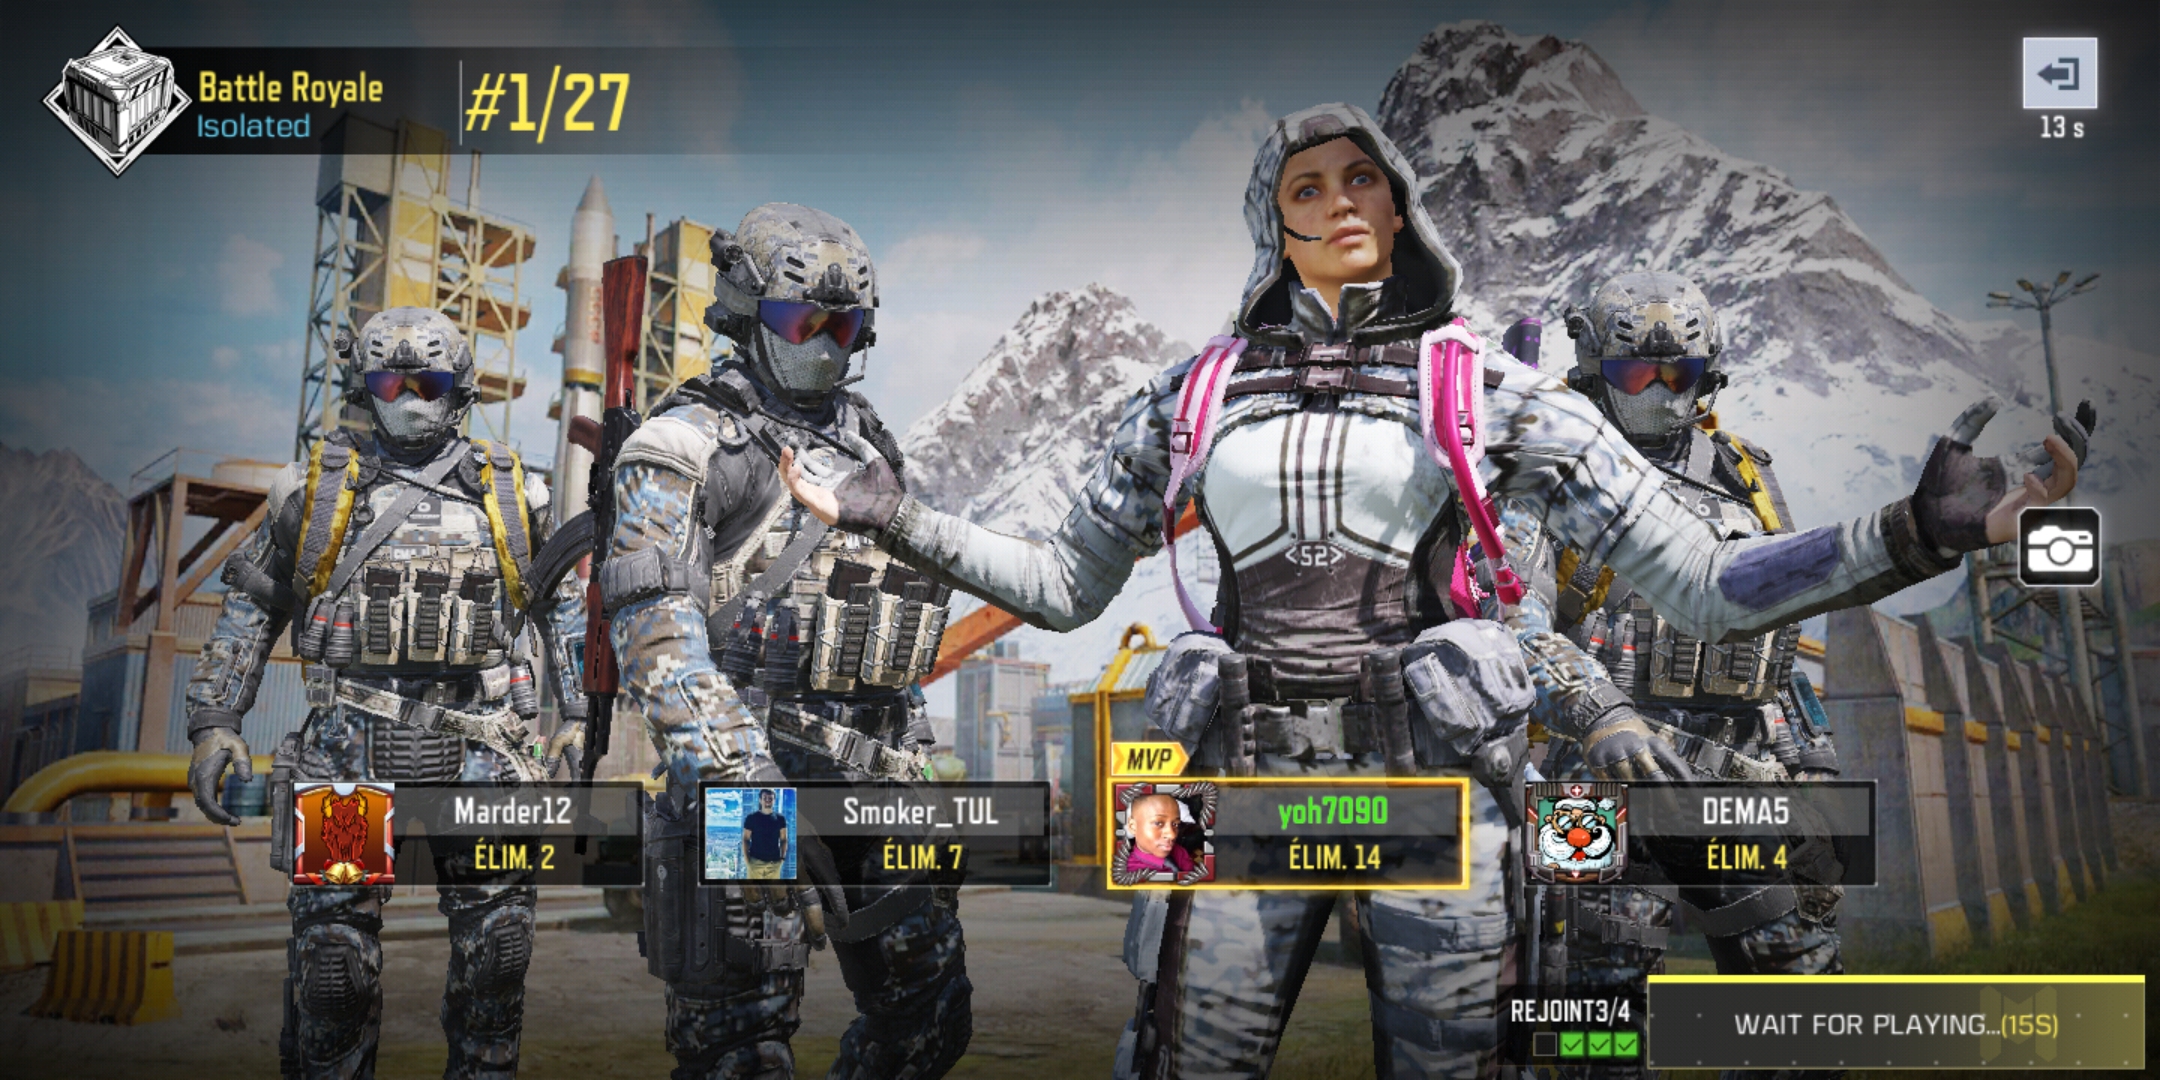 Battle Royale
Isolated
#1/27
13 s
<52>
MVP
Marder12
ÉLIM. 2
Smoker_TUL
ÉLIM. 7
yoh7090
ÉLIM. 14
DEMA5
ÉLIM. 4
REJOINT3/4
WAIT FOR PLAYING...(15S)